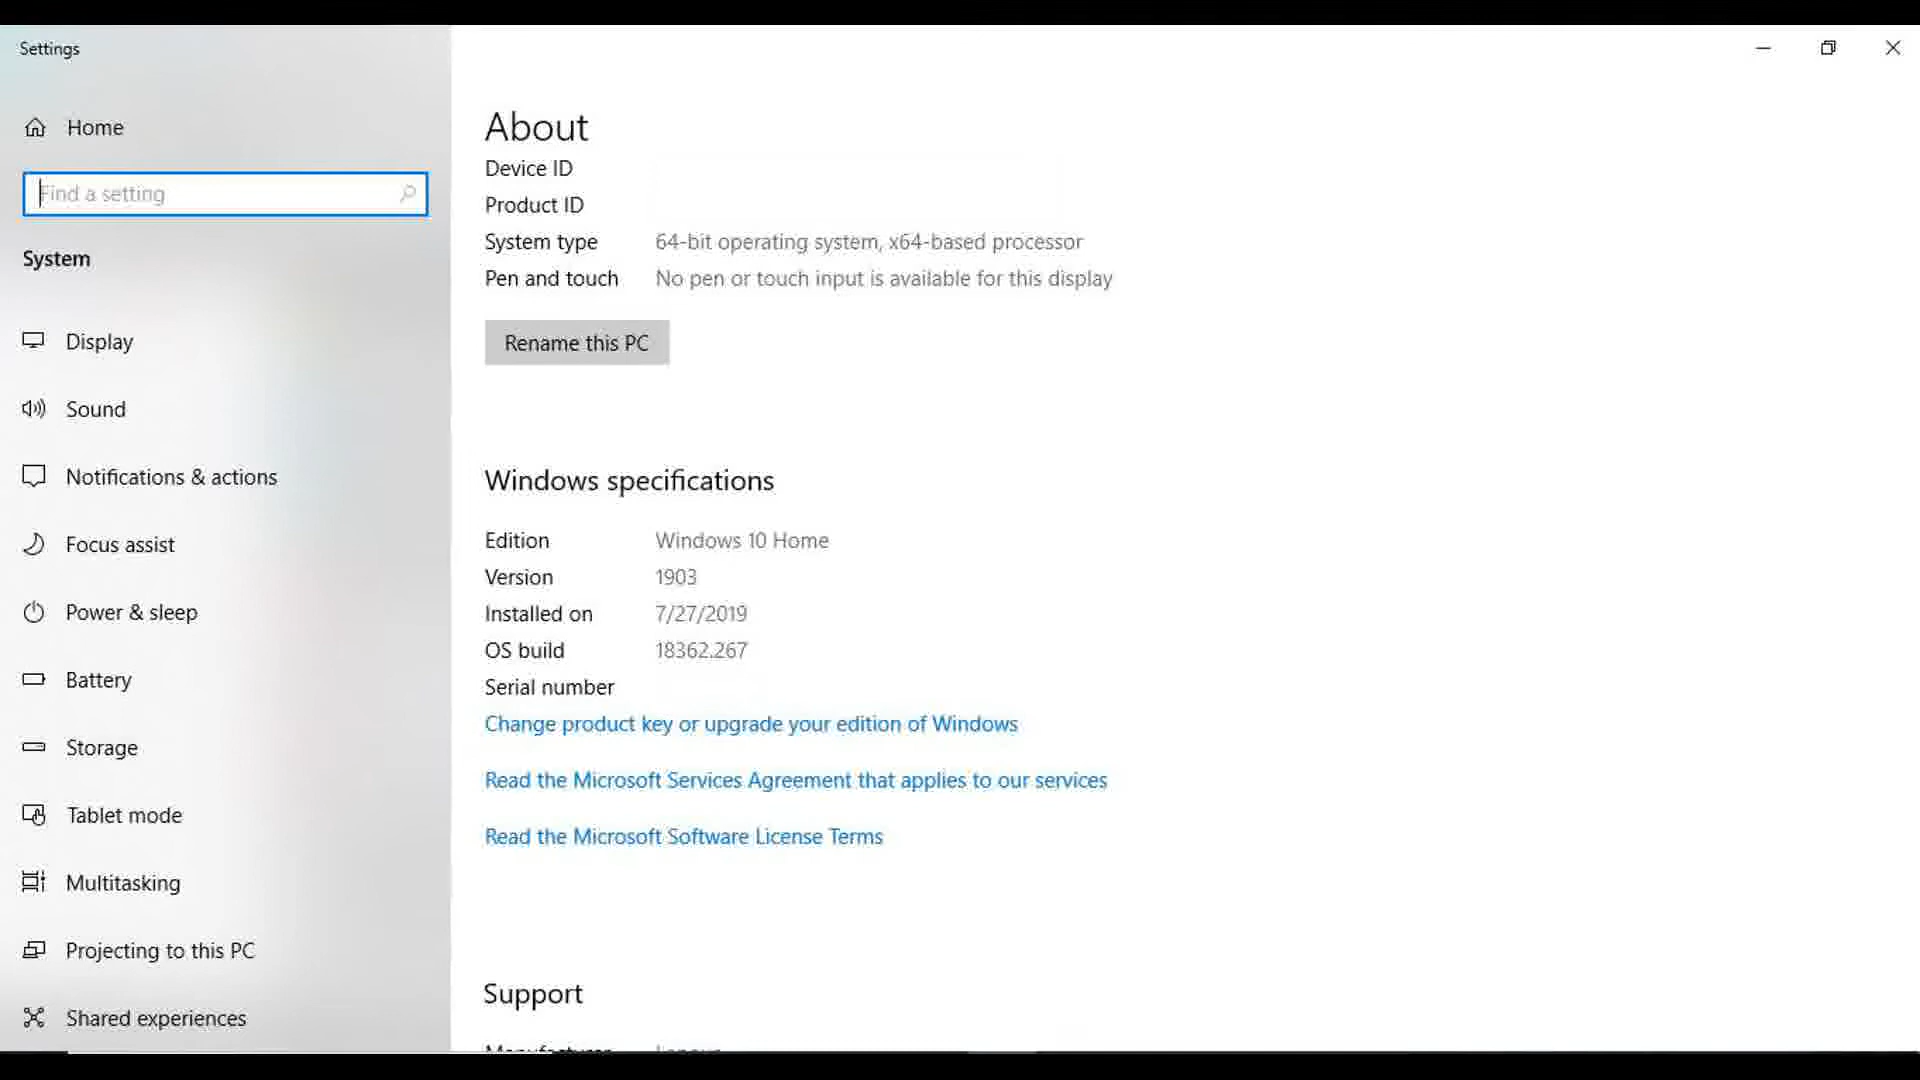 Settings
Home
Find a setting
System
Display
Sound
Notifications & actions
Focus assist
Power & sleep
Battery
Storage
Tablet mode
Multitasking
Projecting to this PC
Shared experiences
About
Device ID
Product ID
System type 64-bit operating system, x64-based processor
Pen and touch No pen or touch input is available for this display
Rename this PC
Windows specifications
Edition Windows 10 Home
Version 1903
Installed on 7/27/2019
OS build 18362.267
Serial number
Change product key or upgrade your edition of Windows
Read the Microsoft Services Agreement that applies to our services
Read the Microsoft Software License Terms
Support